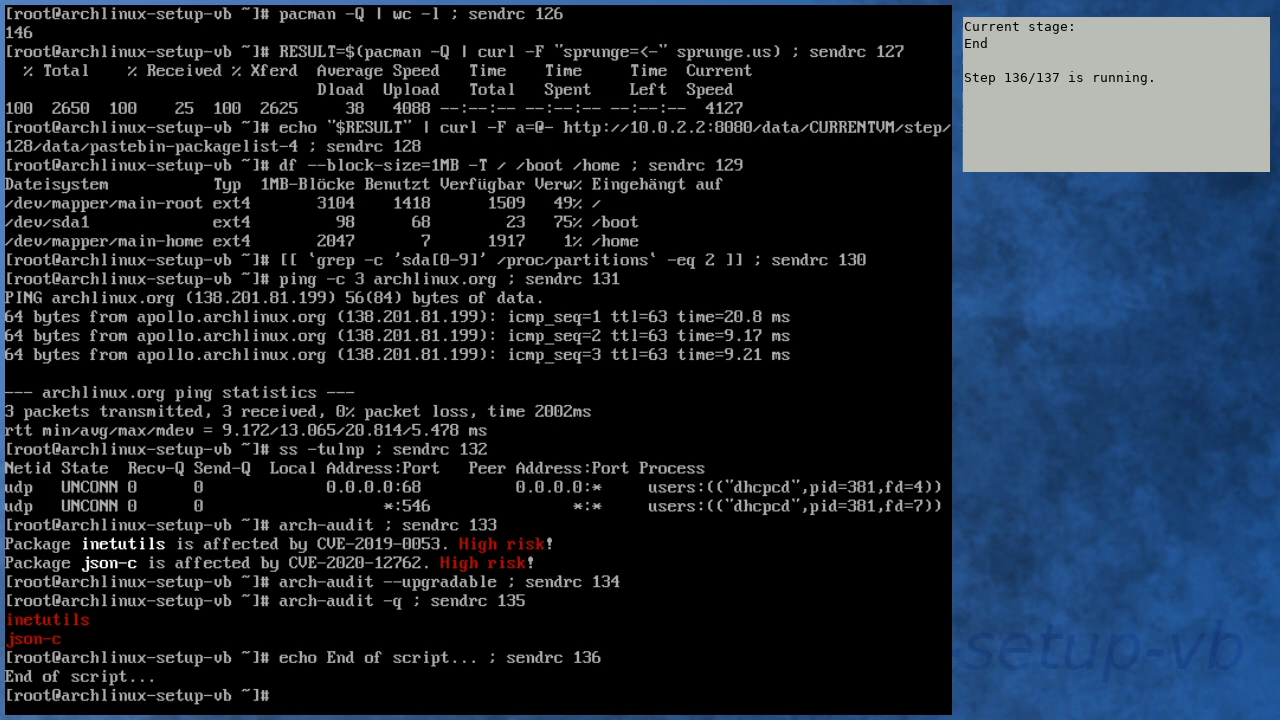 [root@archlinux-setup-vb ~]# pacman -Q | wc -l ; sendrc 126
146
[root@archlinux-setup-vb ~]# RESULT=$(pacman -Q | curl -F "sprunge=<-" sprunge.us) ; sendrc 127
  % Total    % Received % Xferd  Average Speed   Time    Time     Time  Current
                                 Dload  Upload   Total   Spent    Left  Speed
100  2650  100    25  100  2625     38   4088 --:--:-- --:--:-- --:--:--  4127
[root@archlinux-setup-vb ~]# echo "$RESULT" | curl -F a=@- http://10.0.2.2:8080/data/CURRENTVM/step/
128/data/pastebin-packagelist-4 ; sendrc 128
[root@archlinux-setup-vb ~]# df --block-size=1MB -T / /boot /home ; sendrc 129
Dateisystem           Typ  1MB-Blöcke Benutzt Verfügbar Verw% Eingehängt auf
/dev/mapper/main-root ext4       3104    1418      1509   49% /
/dev/sda1             ext4         98      68        23   75% /boot
/dev/mapper/main-home ext4       2047       7      1917    1% /home
[root@archlinux-setup-vb ~]# [[ `grep -c 'sda[0-9]' /proc/partitions` -eq 2 ]] ; sendrc 130
[root@archlinux-setup-vb ~]# ping -c 3 archlinux.org ; sendrc 131
PING archlinux.org (138.201.81.199) 56(84) bytes of data.
64 bytes from apollo.archlinux.org (138.201.81.199): icmp_seq=1 ttl=63 time=20.8 ms
64 bytes from apollo.archlinux.org (138.201.81.199): icmp_seq=2 ttl=63 time=9.17 ms
64 bytes from apollo.archlinux.org (138.201.81.199): icmp_seq=3 ttl=63 time=9.21 ms

--- archlinux.org ping statistics ---
3 packets transmitted, 3 received, 0% packet loss, time 2002ms
rtt min/avg/max/mdev = 9.172/13.065/20.814/5.478 ms
[root@archlinux-setup-vb ~]# ss -tulnp ; sendrc 132
Netid State  Recv-Q Send-Q  Local Address:Port   Peer Address:Port Process
udp   UNCONN 0      0             0.0.0.0:68          0.0.0.0:*     users:(("dhcpcd",pid=381,fd=4))
udp   UNCONN 0      0                   *:546               *:*     users:(("dhcpcd",pid=381,fd=7))
[root@archlinux-setup-vb ~]# arch-audit ; sendrc 133
Package inetutils is affected by CVE-2019-0053. High risk!
Package json-c is affected by CVE-2020-12762. High risk!
[root@archlinux-setup-vb ~]# arch-audit --upgradable ; sendrc 134
[root@archlinux-setup-vb ~]# arch-audit -q ; sendrc 135
inetutils
json-c
[root@archlinux-setup-vb ~]# echo End of script... ; sendrc 136
End of script...
[root@archlinux-setup-vb ~]#
Current stage:
End
Step 136/137 is running.
-setup-vb